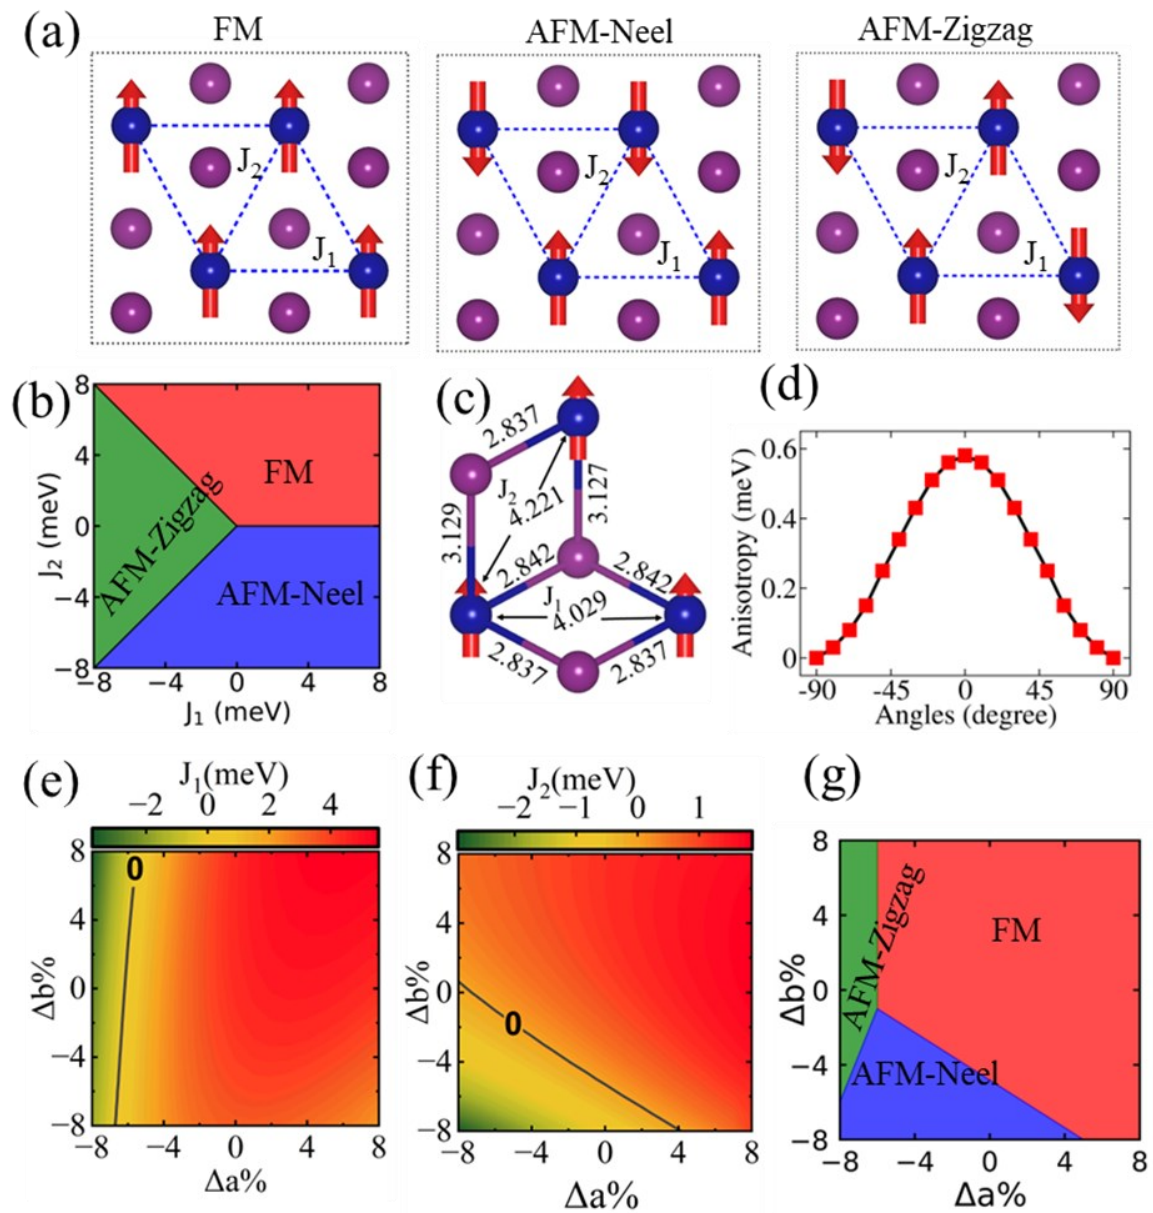 (a)
FM
AFM-Neel
AFM-Zigzag
J₂
J₁
J₂
J₁
J₂
J₁
(b)
8
4
0
−4
−8
J₂ (meV)
FM
AFM-Zigzag
AFM-Neel
−8 −4 0 4 8
J₁ (meV)
(c)
2.837
J₂
4.221
3.129
3.127
2.842
2.842
J₁
4.029
2.837
2.837
(d)
Anisotropy (meV)
0.6
0.4
0.2
0
-90 -45 0 45 90
Angles (degree)
(e)
J₁(meV)
−2 0 2 4
8
4
0
−4
−8
Δb%
0
−8 −4 0 4 8
Δa%
(f)
J₂(meV)
−2 −1 0 1
8
4
0
−4
−8
Δb%
0
−8 −4 0 4 8
Δa%
(g)
8
4
0
−4
−8
Δb%
AFM-Zigzag
FM
AFM-Neel
−8 −4 0 4 8
Δa%